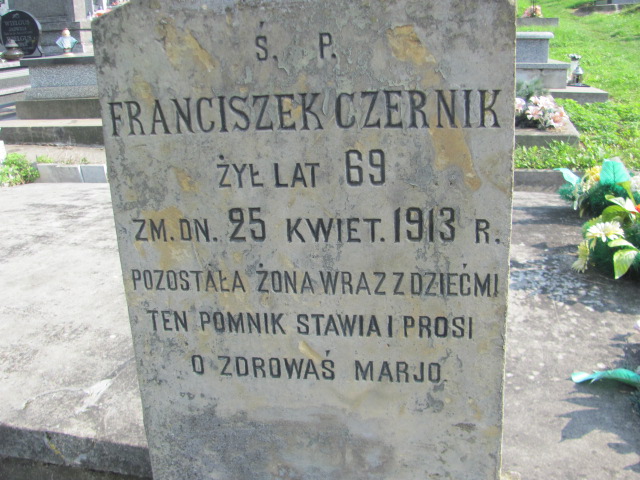 Ś. P.
FRANCISZEK CZERNIK
ŻYŁ LAT 69
ZM. DN. 25 KWIET. 1913 R.
POZOSTAŁA ŻONA WRAZ Z DZIEĆMI
TEN POMNIK STAWIA I PROSI
O ZDROWAŚ MARJO.